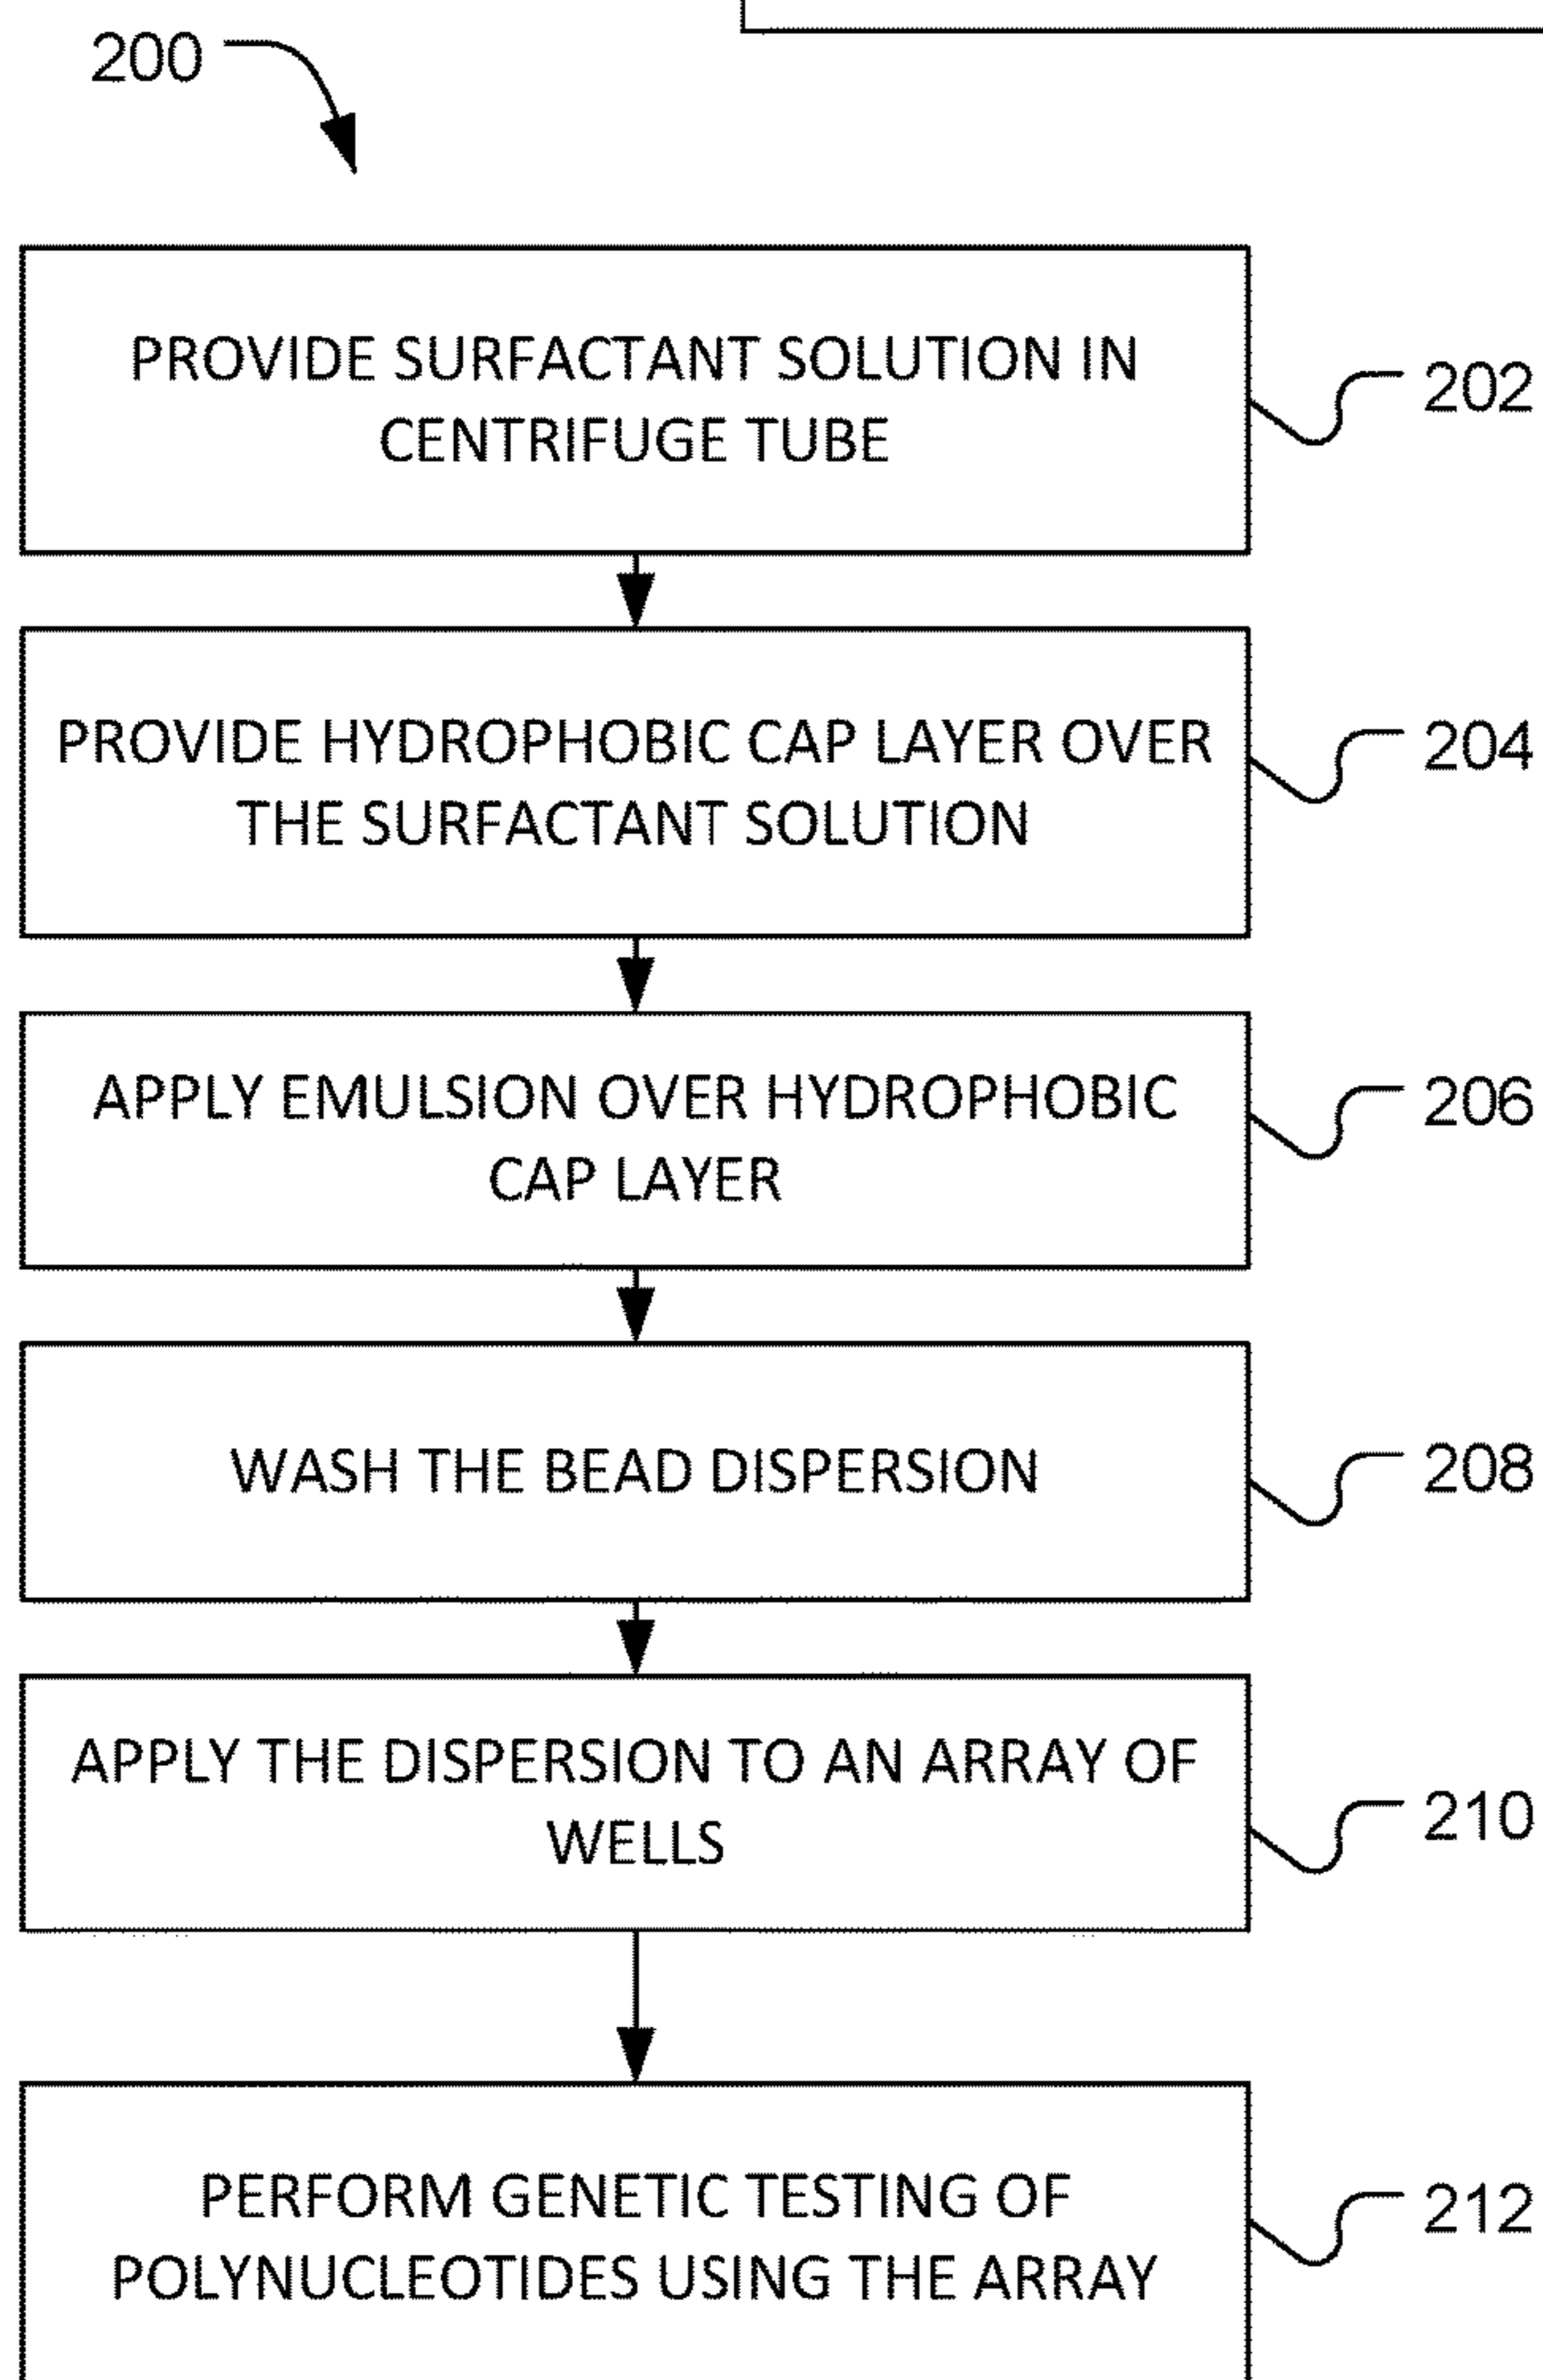 200
PROVIDE SURFACTANT SOLUTION IN
CENTRIFUGE TUBE
202
PROVIDE HYDROPHOBIC CAP LAYER OVER
THE SURFACTANT SOLUTION
204
APPLY EMULSION OVER HYDROPHOBIC
CAP LAYER
206
WASH THE BEAD DISPERSION
208
APPLY THE DISPERSION TO AN ARRAY OF
WELLS
210
PERFORM GENETIC TESTING OF
POLYNUCLEOTIDES USING THE ARRAY
212